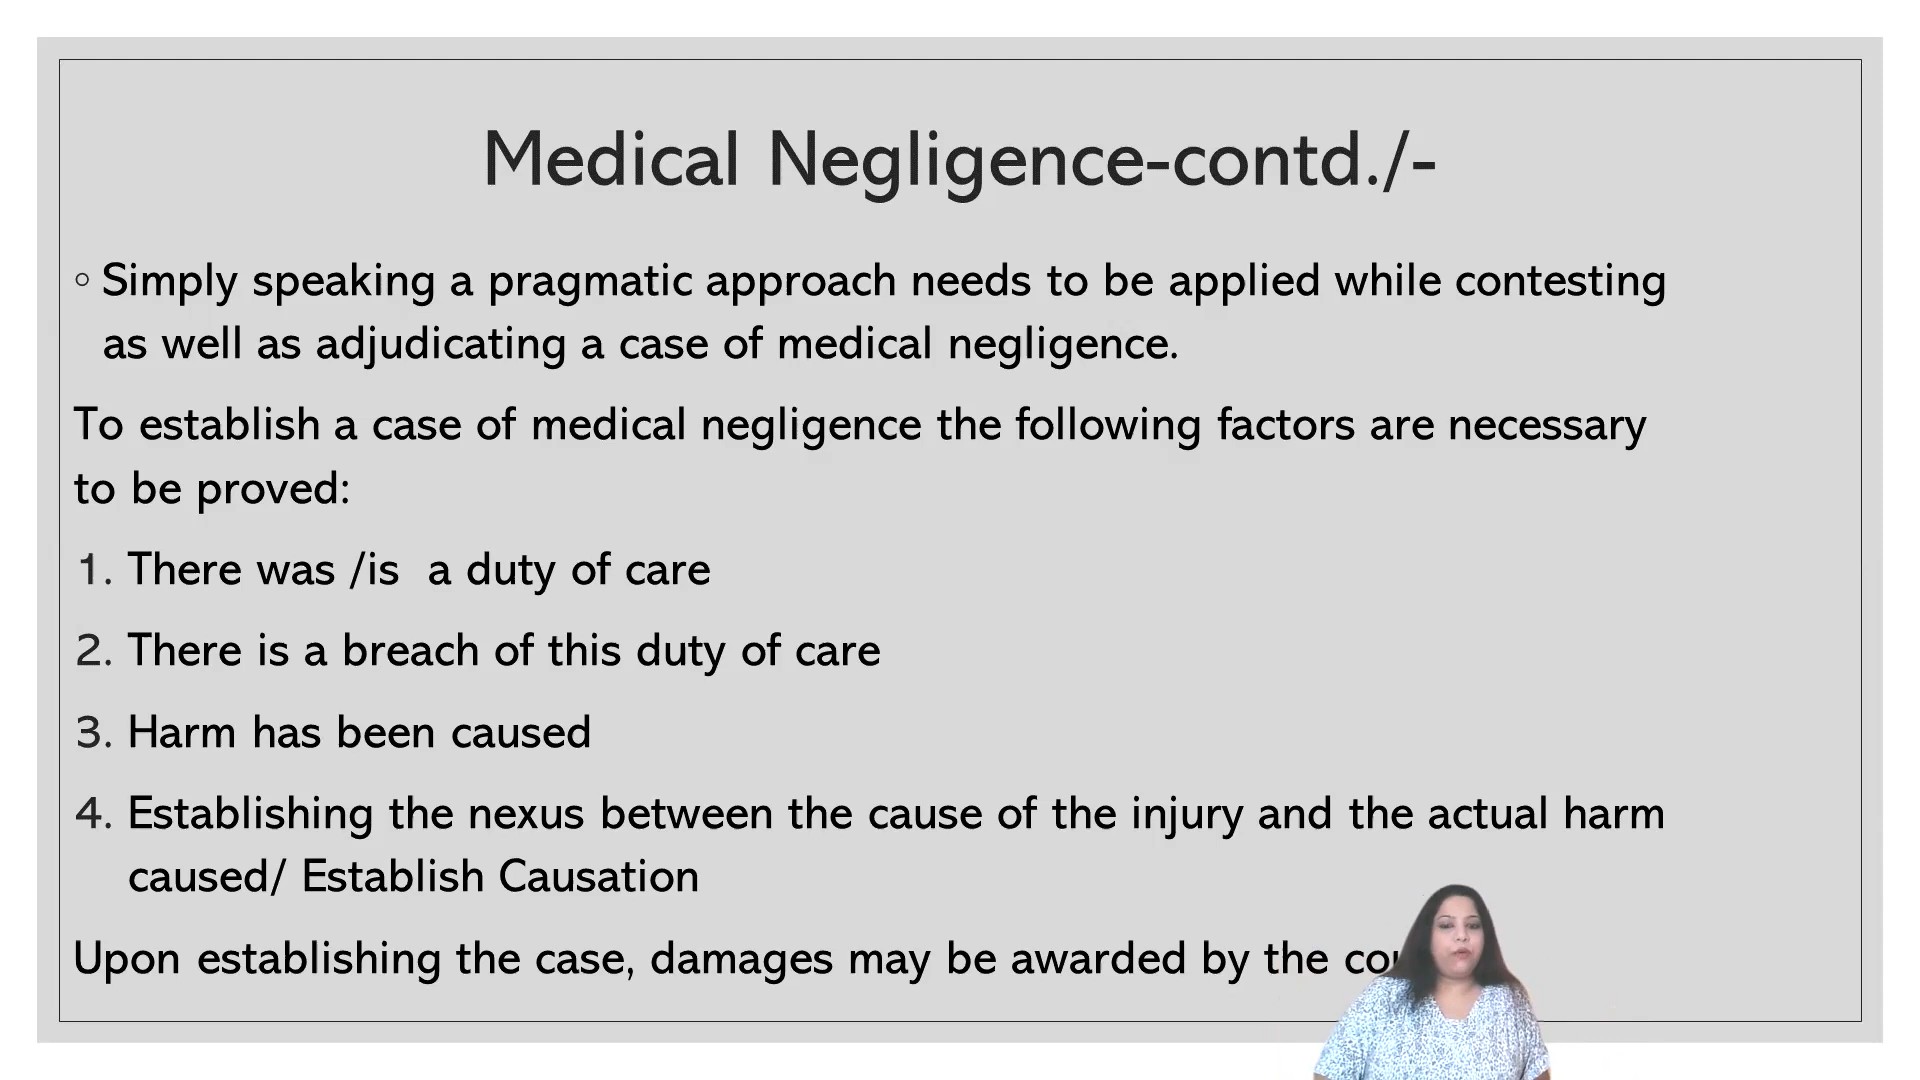 Medical Negligence-contd./-
◦ Simply speaking a pragmatic approach needs to be applied while contesting
as well as adjudicating a case of medical negligence.
To establish a case of medical negligence the following factors are necessary
to be proved:
1. There was /is  a duty of care
2. There is a breach of this duty of care
3. Harm has been caused
4. Establishing the nexus between the cause of the injury and the actual harm
caused/ Establish Causation
Upon establishing the case, damages may be awarded by the